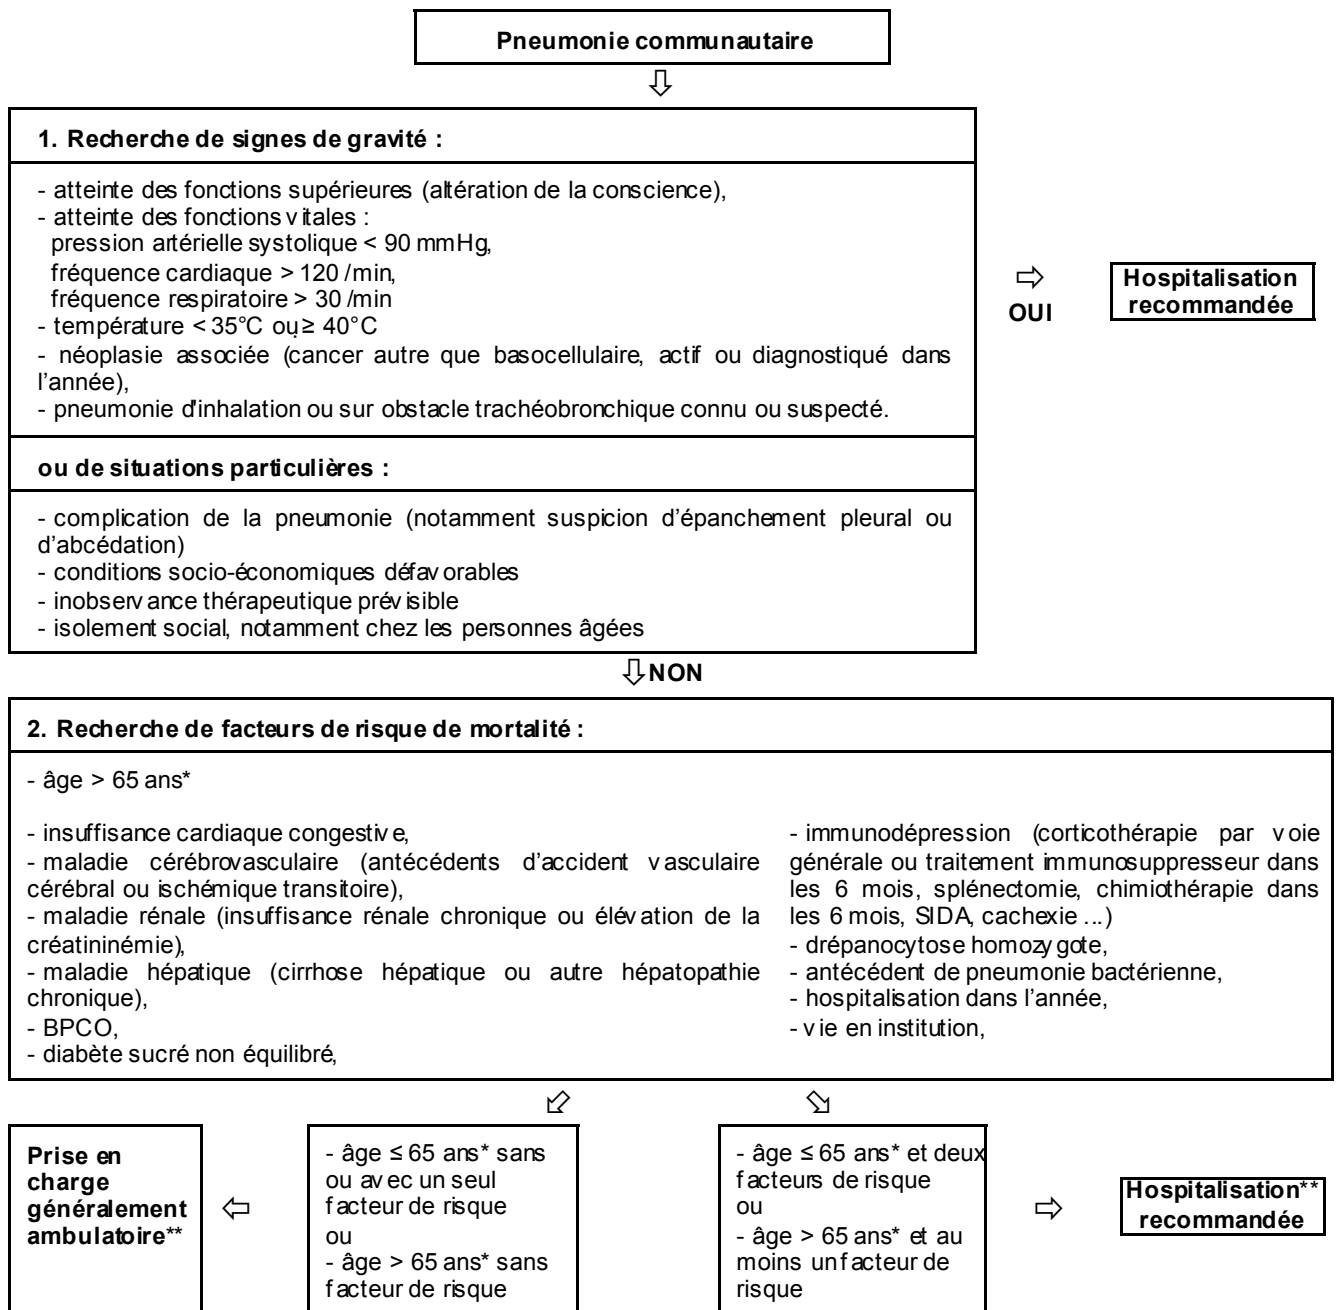 Pneumonie communautaire
1. Recherche de signes de gravité :
- atteinte des fonctions supérieures (altération de la conscience),
- atteinte des fonctions vitales :
pression artérielle systolique < 90 mmHg,
fréquence cardiaque > 120 /min,
fréquence respiratoire > 30 /min
- température < 35°C ou ≥ 40°C
- néoplasie associée (cancer autre que basocellulaire, actif ou diagnostiqué dans
l'année),
- pneumonie d'inhalation ou sur obstacle trachéobronchique connu ou suspecté.
OUI
Hospitalisation
recommandée
ou de situations particulières :
- complication de la pneumonie (notamment suspicion d'épanchement pleural ou
d'abcédation)
- conditions socio-économiques défavorables
- inobservance thérapeutique prévisible
- isolement social, notamment chez les personnes âgées
NON
2. Recherche de facteurs de risque de mortalité :
- âge > 65 ans*
- insuffisance cardiaque congestive,
- maladie cérébrovasculaire (antécédents d'accident vasculaire
cérébral ou ischémique transitoire),
- maladie rénale (insuffisance rénale chronique ou élévation de la
créatininémie),
- maladie hépatique (cirrhose hépatique ou autre hépatopathie
chronique),
- BPCO,
- diabète sucré non équilibré,
- immunodépression (corticothérapie par voie
générale ou traitement immunosuppresseur dans
les 6 mois, splénectomie, chimiothérapie dans
les 6 mois, SIDA, cachexie ...)
- drépanocytose homozygote,
- antécédent de pneumonie bactérienne,
- hospitalisation dans l'année,
- vie en institution,
Prise en
charge
généralement
ambulatoire**
- âge ≤ 65 ans* sans
ou avec un seul
facteur de risque
ou
- âge > 65 ans* sans
facteur de risque
- âge ≤ 65 ans* et deux
facteurs de risque
ou
- âge > 65 ans* et au
moins un facteur de
risque
Hospitalisation**
recommandée